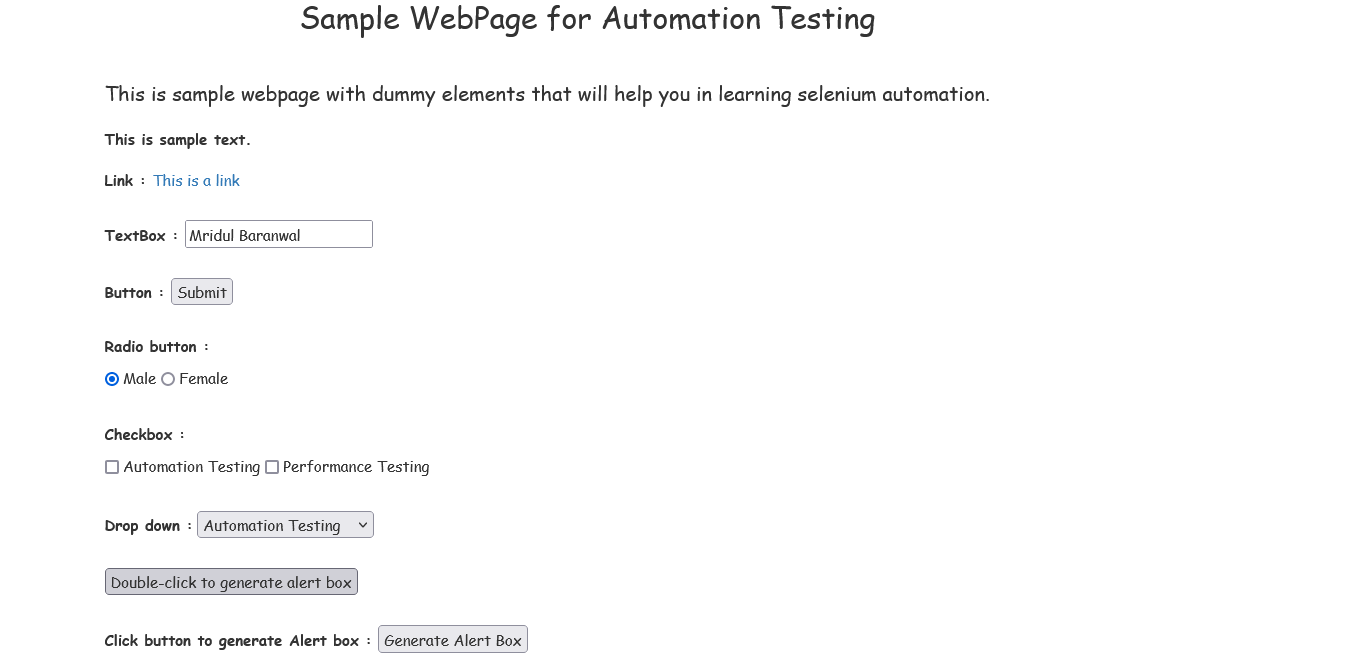 Sample WebPage for Automation Testing
This is sample webpage with dummy elements that will help you in learning selenium automation.
This is sample text.
Link : This is a link
TextBox : Mridul Baranwal
Button : Submit
Radio button :
Male Female
Checkbox :
Automation Testing Performance Testing
Drop down : Automation Testing
Double-click to generate alert box
Click button to generate Alert box : Generate Alert Box